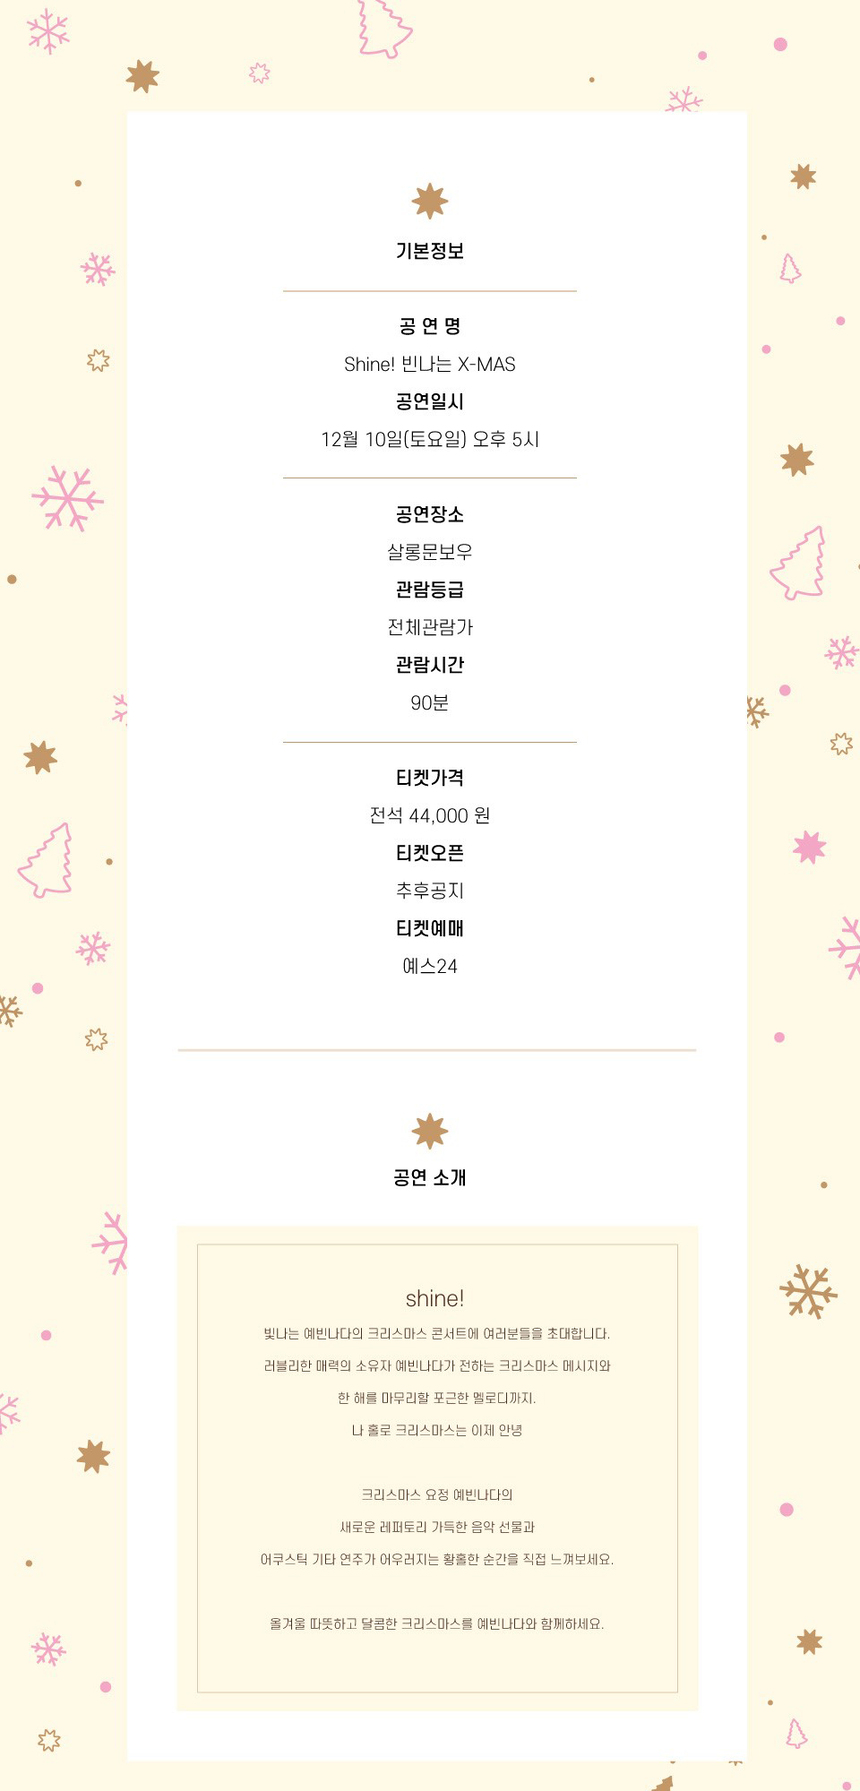 기본정보
공 연 명
Shine! 빈나는 X-MAS
공연일시
12월 10일(토요일) 오후 5시
공연장소
살롱문보우
관람등급
전체관람가
관람시간
90분
티켓가격
전석 44,000 원
티켓오픈
추후공지
티켓예매
예스24
공연 소개
shine!
빛나는 예빈나다의 크리스마스 콘서트에 여러분들을 초대합니다.
러블리한 매력의 소유자 예빈나다가 전하는 크리스마스 메시지와
한 해를 마무리할 포근한 멜로디까지.
나 홀로 크리스마스는 이제 안녕
크리스마스 요정 예빈나다의
새로운 레퍼토리 가득한 음악 선물과
어쿠스틱 기타 연주가 어우러지는 황홀한 순간을 직접 느껴보세요.
올겨울 따뜻하고 달콤한 크리스마스를 예빈나다와 함께하세요.